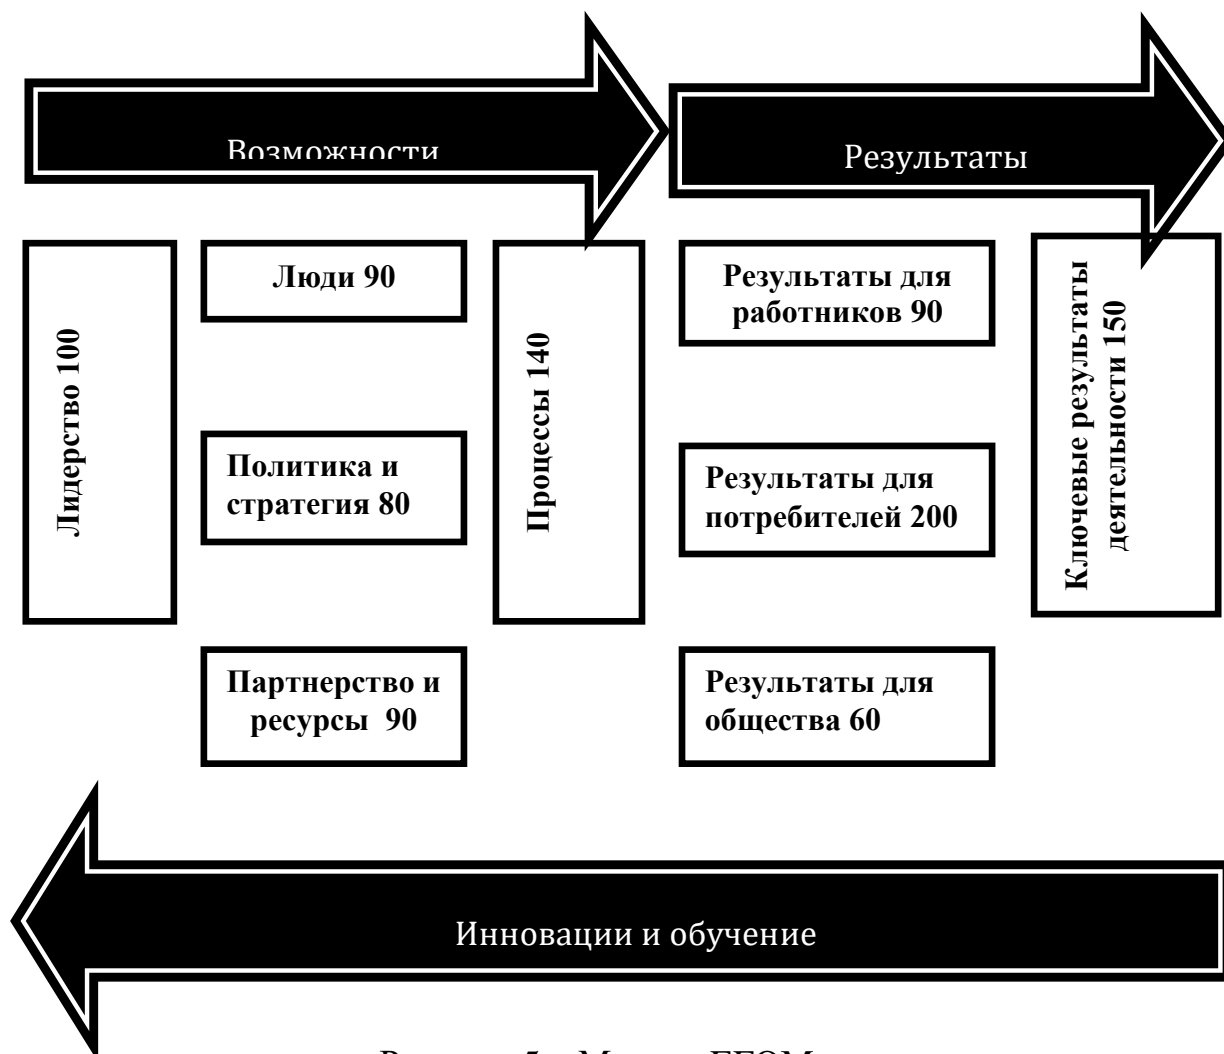 Возможности
Результаты
Лидерство 100
Люди 90
Политика и
стратегия 80
Партнерство и
ресурсы 90
Процессы 140
Результаты для
работников 90
Результаты для
потребителей 200
Результаты для
общества 60
Ключевые результаты
деятельности 150
Инновации и обучение